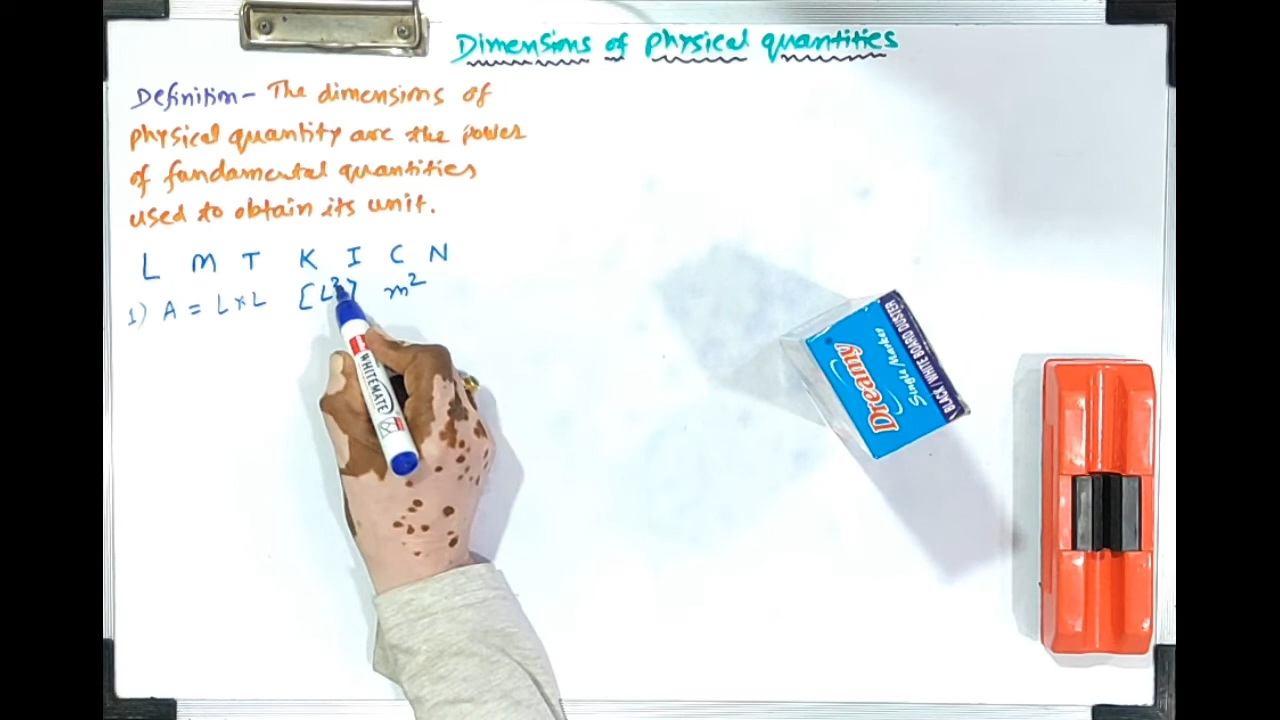 Dimensions of physical quantities
Definition- The dimensions of
physical quantity are the power
of fundamental quantities
used to obtain its unit.
L M T K I C N
1) A = L×L [L²] m²
WHITEMATE
Dreamy
Single Marker
BLACK / WHITE BOARD DUSTER